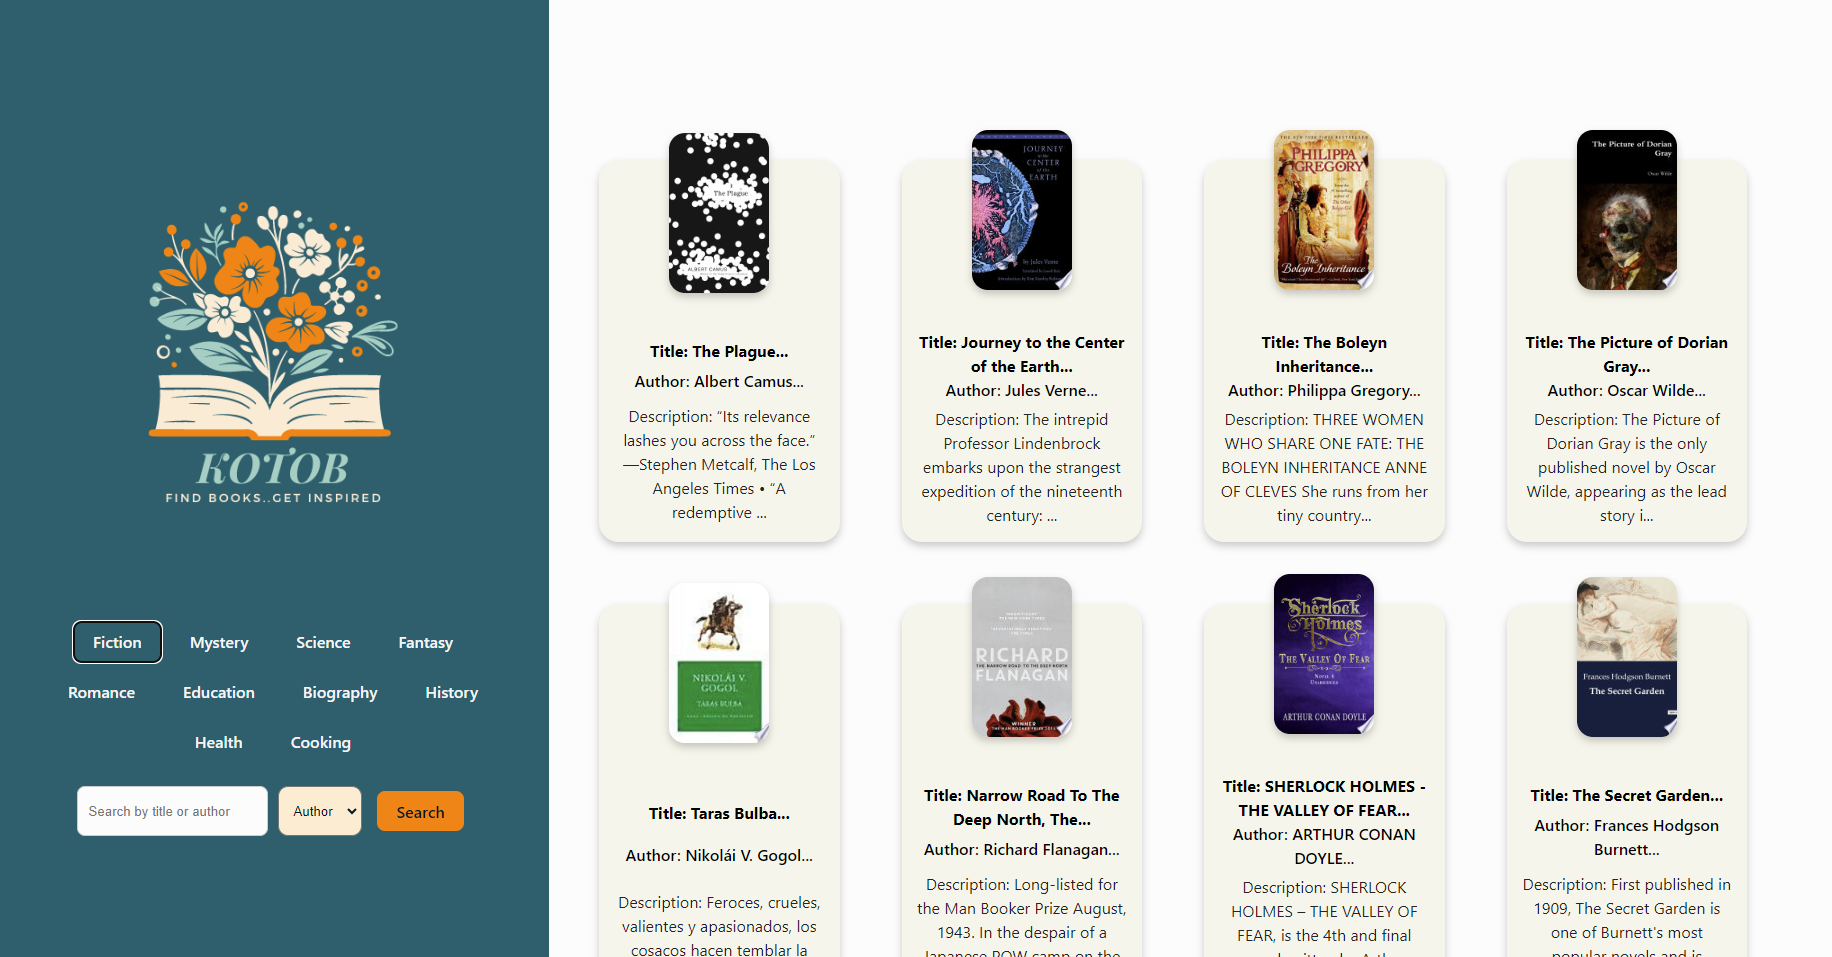 KOTOB
FIND BOOKS..GET INSPIRED
Fiction
Mystery
Science
Fantasy
Romance
Education
Biography
History
Health
Cooking
Search by title or author
Author
Search
The Plague
ALBERT CAMUS
Title: The Plague...
Author: Albert Camus...
Description: “Its relevance
lashes you across the face.”
—Stephen Metcalf, The Los
Angeles Times • “A
redemptive ...
JOURNEY
to the
CENTER
of the
EARTH
by Jules Verne
Title: Journey to the Center
of the Earth...
Author: Jules Verne...
Description: The intrepid
Professor Lindenbrock
embarks upon the strangest
expedition of the nineteenth
century: ...
THE NEW YORK TIMES BESTSELLER
PHILIPPA
GREGORY
The
Boleyn Inheritance
Title: The Boleyn
Inheritance...
Author: Philippa Gregory...
Description: THREE WOMEN
WHO SHARE ONE FATE: THE
BOLEYN INHERITANCE ANNE
OF CLEVES She runs from her
tiny country...
The Picture of Dorian
Gray
Oscar Wilde
Title: The Picture of Dorian
Gray...
Author: Oscar Wilde...
Description: The Picture of
Dorian Gray is the only
published novel by Oscar
Wilde, appearing as the lead
story i...
NIKOLÁI V.
GOGOL
TARAS BULBA
Title: Taras Bulba...
Author: Nikolái V. Gogol...
Description: Feroces, crueles,
valientes y apasionados, los
cosacos hacen temblar la
RICHARD
THE NARROW ROAD TO THE DEEP NORTH
FLANAGAN
WINNER
THE MAN BOOKER PRIZE 2014
Title: Narrow Road To The
Deep North, The...
Author: Richard Flanagan...
Description: Long-listed for
the Man Booker Prize August,
1943. In the despair of a
Japanese POW camp on the
Sherlock
Holmes
THE VALLEY OF FEAR
ARTHUR CONAN DOYLE
Title: SHERLOCK HOLMES -
THE VALLEY OF FEAR...
Author: ARTHUR CONAN
DOYLE...
Description: SHERLOCK
HOLMES – THE VALLEY OF
FEAR, is the 4th and final
Frances Hodgson Burnett
The Secret Garden
Title: The Secret Garden...
Author: Frances Hodgson
Burnett...
Description: First published in
1909, The Secret Garden is
one of Burnett's most
popular novels and is